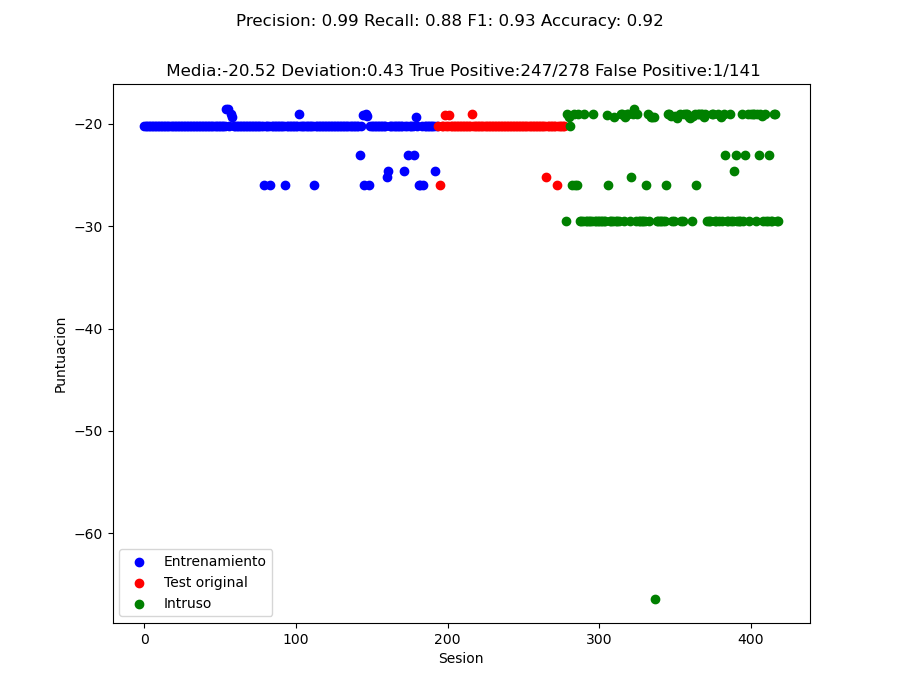 Precision: 0.99 Recall: 0.88 F1: 0.93 Accuracy: 0.92
Media:-20.52 Deviation:0.43 True Positive:247/278 False Positive:1/141
−20
−30
−40
−50
−60
Puntuacion
Entrenamiento
Test original
Intruso
0
100
200
300
400
Sesion